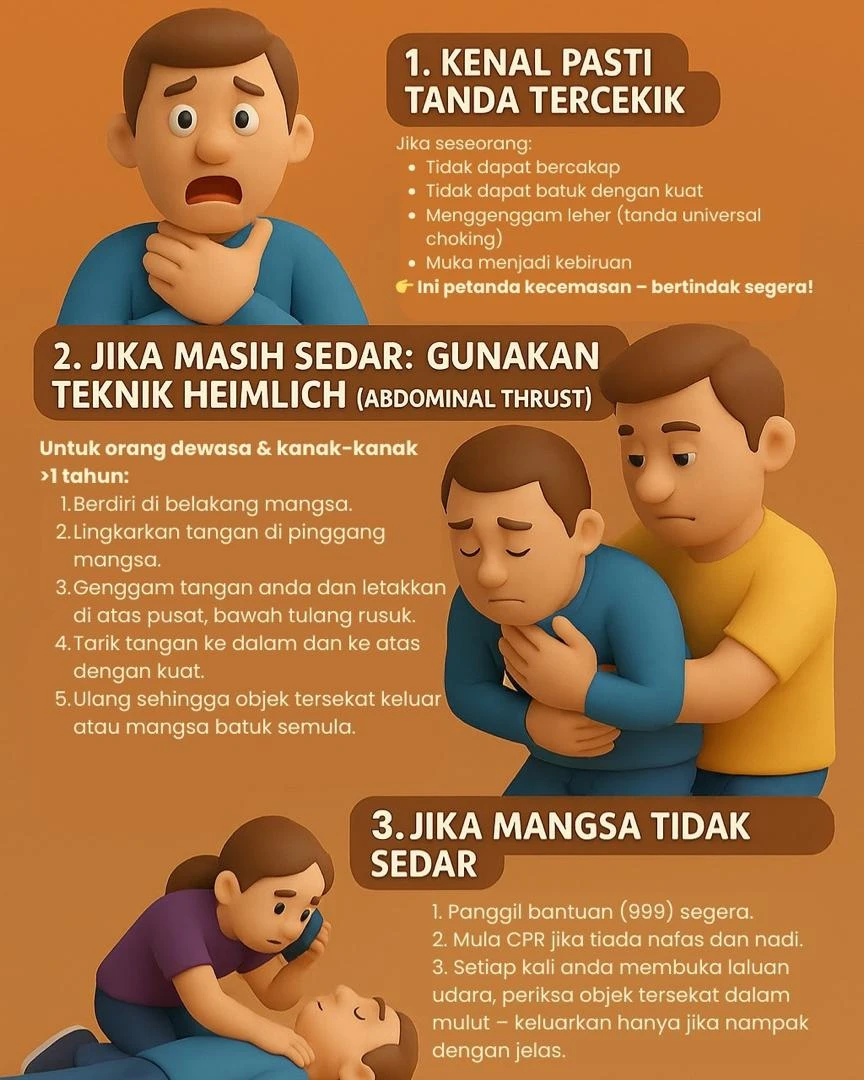 1. KENAL PASTI
TANDA TERCEKIK
Jika seseorang:
• Tidak dapat bercakap
• Tidak dapat batuk dengan kuat
• Menggenggam leher (tanda universal
choking)
• Muka menjadi kebiruan
👉 Ini petanda kecemasan – bertindak segera!
2. JIKA MASIH SEDAR: GUNAKAN
TEKNIK HEIMLICH (ABDOMINAL THRUST)
Untuk orang dewasa & kanak-kanak
>1 tahun:
1. Berdiri di belakang mangsa.
2. Lingkarkan tangan di pinggang
mangsa.
3. Genggam tangan anda dan letakkan
di atas pusat, bawah tulang rusuk.
4. Tarik tangan ke dalam dan ke atas
dengan kuat.
5. Ulang sehingga objek tersekat keluar
atau mangsa batuk semula.
3. JIKA MANGSA TIDAK
SEDAR
1. Panggil bantuan (999) segera.
2. Mula CPR jika tiada nafas dan nadi.
3. Setiap kali anda membuka laluan
udara, periksa objek tersekat dalam
mulut – keluarkan hanya jika nampak
dengan jelas.